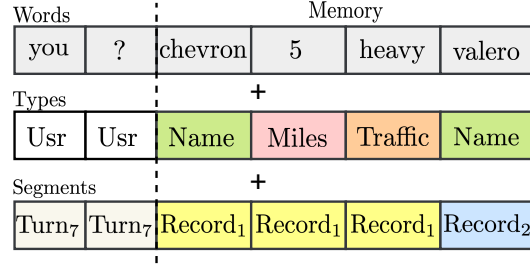 Words Memory
you ? chevron 5 heavy valero
+
Types
Usr Usr Name Miles Traffic Name
+
Segments
Turn₇ Turn₇ Record₁ Record₁ Record₁ Record₂